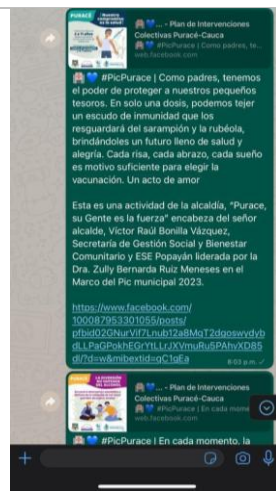 PURACÉ
🏥💙 ... - Plan de Intervenciones
Colectivas Puracé-Cauca
🏥💙 #PicPurace | Como padres, te...
web.facebook.com
🏥💙 #PicPurace | Como padres, tenemos
el poder de proteger a nuestros pequeños
tesoros. En solo una dosis, podemos tejer
un escudo de inmunidad que los
resguardará del sarampión y la rubéola,
brindándoles un futuro lleno de salud y
alegría. Cada risa, cada abrazo, cada sueño
es motivo suficiente para elegir la
vacunación. Un acto de amor
Esta es una actividad de la alcaldía, "Purace,
su Gente es la fuerza" encabeza del señor
alcalde, Víctor Raúl Bonilla Vázquez,
Secretaría de Gestión Social y Bienestar
Comunitario y ESE Popayán liderada por la
Dra. Zully Bernarda Ruiz Meneses en el
Marco del Pic municipal 2023.
https://www.facebook.com/
100087953301055/posts/
pfbid02GNurVif7Lnub12a8MqT2dqoswydyb
dLLPaGPokhEGrYtLLrJXVmuRu5PAhvXD85
dl/?d=w&mibextid=qC1gEa
8:03 p.m. ✓
🏥💙 ... - Plan de Intervenciones
Colectivas Puracé-Cauca
🏥💙 #PicPurace | En cada mome
web.facebook.com
🏥💙 #PicPurace | En cada momento, la